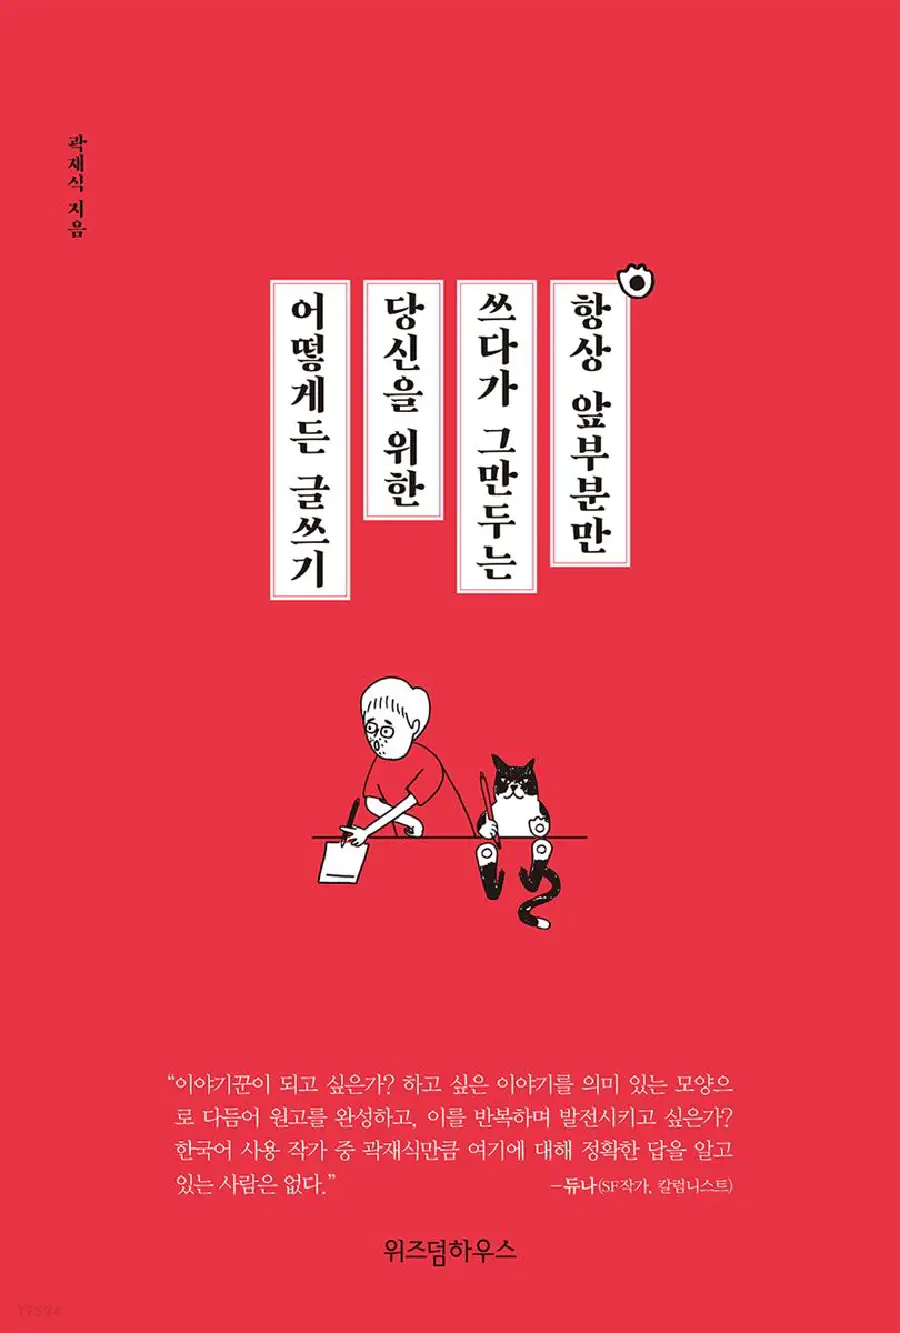 곽재식 지음
항상 앞부분만
쓰다가 그만두는
당신을 위한
어떻게든 글쓰기
“이야기꾼이 되고 싶은가? 하고 싶은 이야기를 의미 있는 모양으
로 다듬어 원고를 완성하고, 이를 반복하며 발전시키고 싶은가?
한국어 사용 작가 중 곽재식만큼 여기에 대해 정확한 답을 알고
있는 사람은 없다.” –듀나(SF작가, 칼럼니스트)
위즈덤하우스